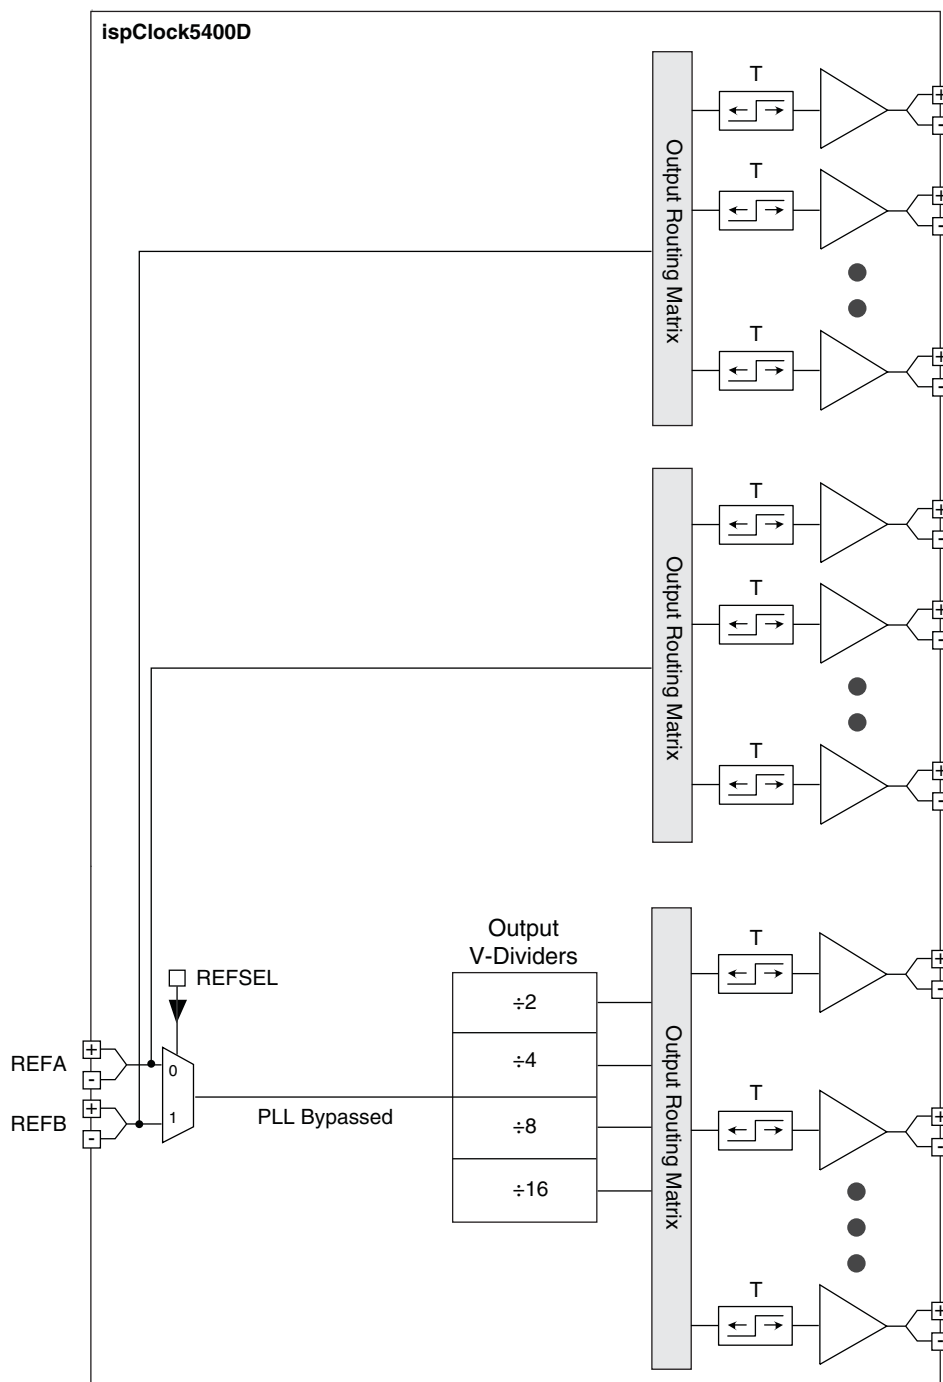 ispClock5400D
T
T
T
Output Routing Matrix
+
-
+
-
+
-
T
T
T
Output Routing Matrix
+
-
+
-
+
-
Output
V-Dividers
÷2
÷4
÷8
÷16
REFSEL
REFA
+
-
REFB
+
-
0
1
PLL Bypassed
Output Routing Matrix
T
T
T
+
-
+
-
+
-